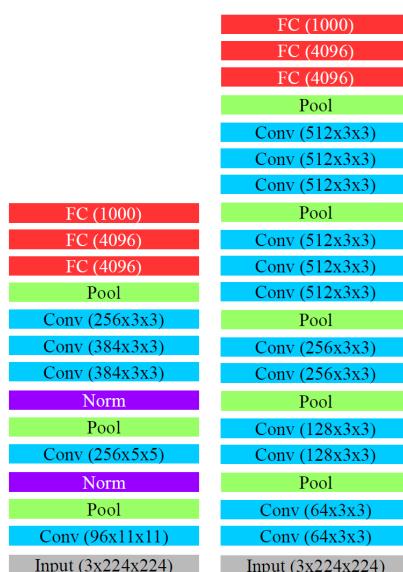 FC (1000)
FC (4096)
FC (4096)
Pool
Conv (256x3x3)
Conv (384x3x3)
Conv (384x3x3)
Norm
Pool
Conv (256x5x5)
Norm
Pool
Conv (96x11x11)
Input (3x224x224)
FC (1000)
FC (4096)
FC (4096)
Pool
Conv (512x3x3)
Conv (512x3x3)
Conv (512x3x3)
Pool
Conv (512x3x3)
Conv (512x3x3)
Conv (512x3x3)
Pool
Conv (256x3x3)
Conv (256x3x3)
Pool
Conv (128x3x3)
Conv (128x3x3)
Pool
Conv (64x3x3)
Conv (64x3x3)
Input (3x224x224)